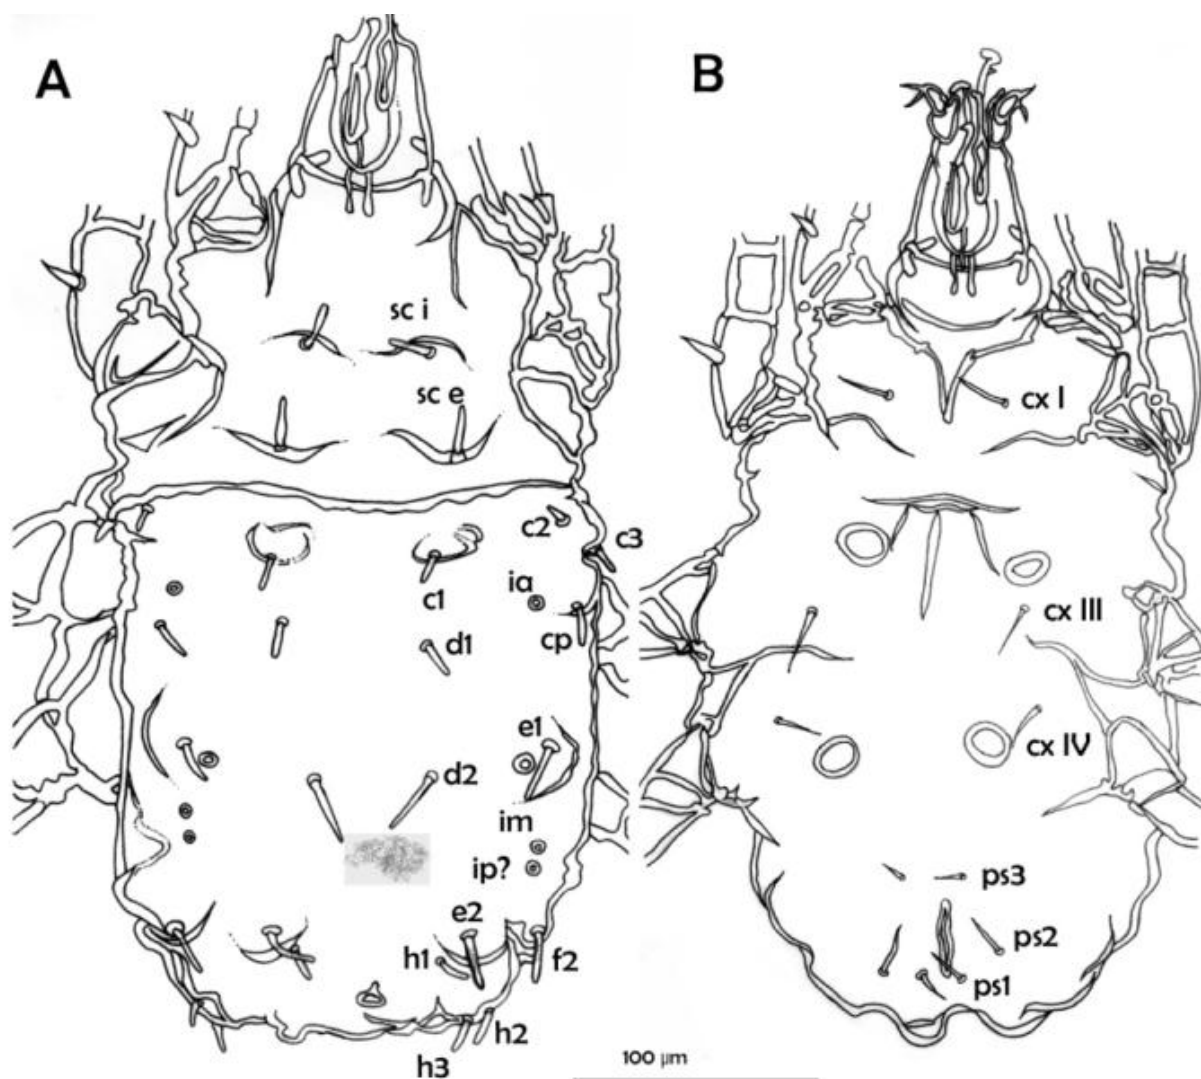 A
B
sc i
sc e
cx I
c2
c3
ia
c1
cp
cx III
d1
e1
d2
cx IV
im
ip?
ps3
e2
ps2
h1
f2
ps1
h2
h3
100 µm